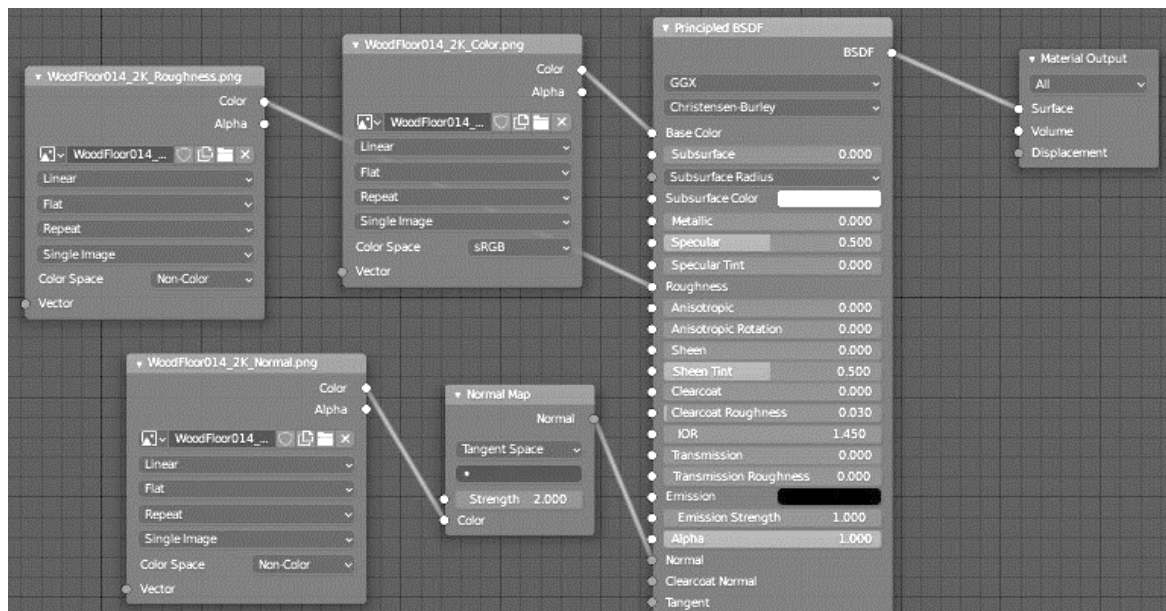 WoodFloor014_2K_Roughness.png
Color
Alpha
WoodFloor014_...
Linear
Flat
Repeat
Single Image
Color Space Non-Color
Vector
WoodFloor014_2K_Color.png
Color
Alpha
WoodFloor014_...
Linear
Flat
Repeat
Single Image
Color Space sRGB
Vector
WoodFloor014_2K_Normal.png
Color
Alpha
WoodFloor014_...
Linear
Flat
Repeat
Single Image
Color Space Non-Color
Vector
Normal Map
Normal
Tangent Space
Strength 2.000
Color
Principled BSDF
BSDF
GGX
Christensen-Burley
Base Color
Subsurface 0.000
Subsurface Radius
Subsurface Color
Metallic 0.000
Specular 0.500
Specular Tint 0.000
Roughness
Anisotropic 0.000
Anisotropic Rotation 0.000
Sheen 0.000
Sheen Tint 0.500
Clearcoat 0.000
Clearcoat Roughness 0.030
IOR 1.450
Transmission 0.000
Transmission Roughness 0.000
Emission
Emission Strength 1.000
Alpha 1.000
Normal
Clearcoat Normal
Tangent
Material Output
All
Surface
Volume
Displacement